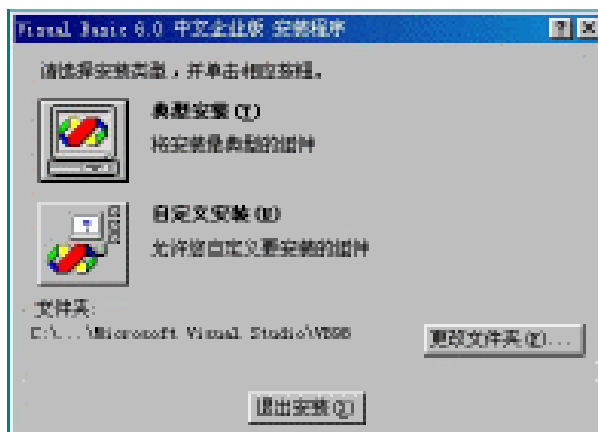 Visual Basic 6.0 中文企业版 安装程序
请选择安装类型，并单击相应按钮。
典型安装(T)
将安装最典型的组件
自定义安装(U)
允许您自定义要安装的组件
文件夹:
C:\...\Microsoft Visual Studio\VB98
更改文件夹(F)...
退出安装(X)